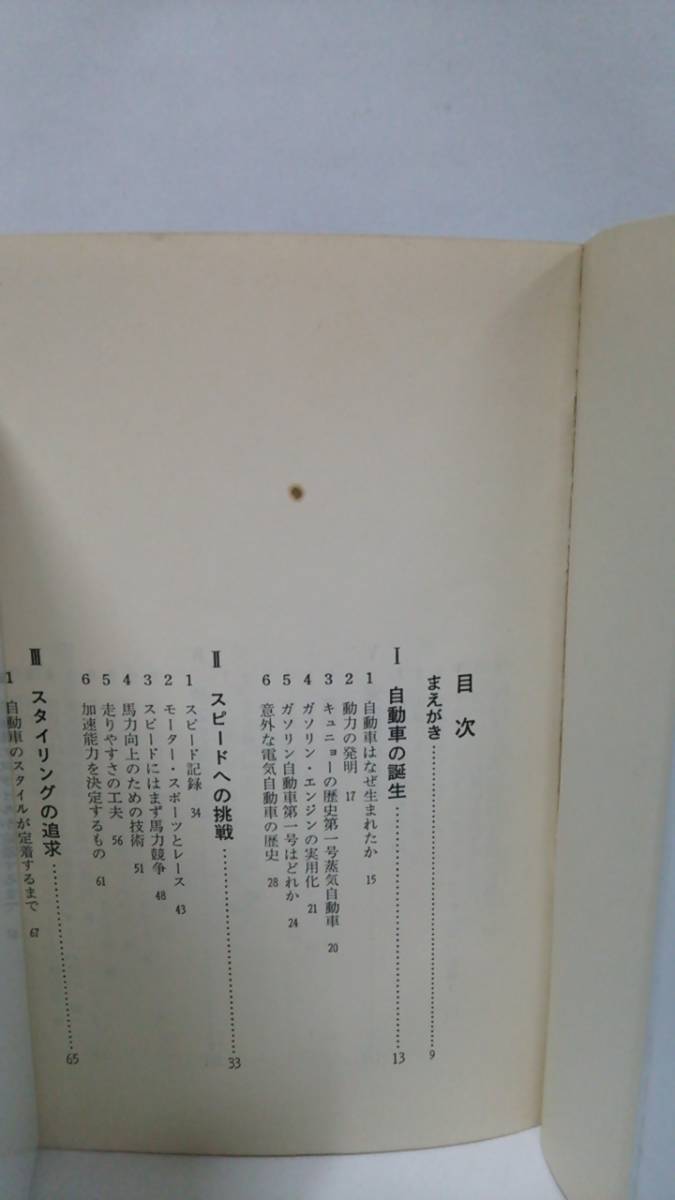 目次
まえがき……………………9
Ⅰ 自動車の誕生……………………13
1 自動車はなぜ生まれたか 15
2 動力の発明 17
3 キュニョーの歴史第一号蒸気自動車 20
4 ガソリン・エンジンの実用化 21
5 ガソリン自動車第一号はどれか 24
6 意外な電気自動車の歴史 28
Ⅱ スピードへの挑戦……………………33
1 スピード記録 34
2 モーター・スポーツとレース 43
3 スピードにはまず馬力競争 48
4 馬力向上のための技術 51
5 走りやすさの工夫 56
6 加速能力を決定するもの 61
Ⅲ スタイリングの追求……………………65
1 自動車のスタイルが定着するまで 67